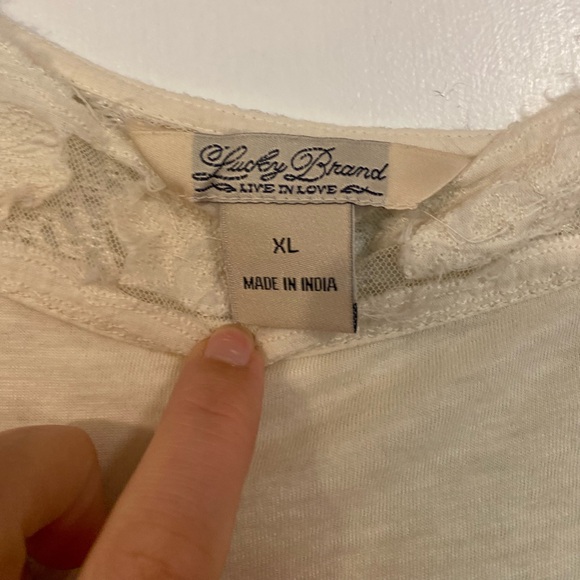 Lucky Brand
LIVE IN LOVE
XL
MADE IN INDIA